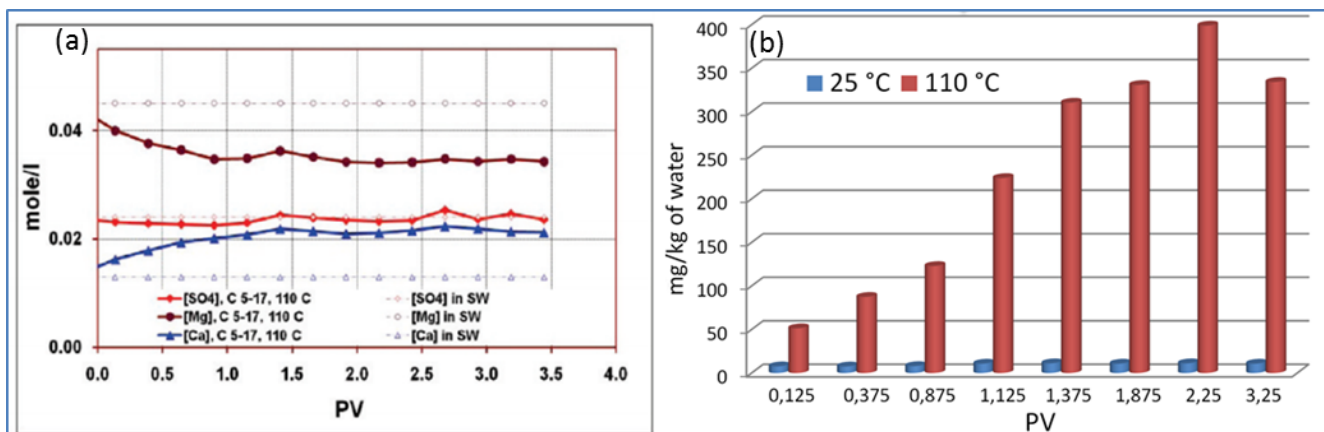 (a)
mole/l
0.04
0.02
0.00
[SO4], C 5-17, 110 C
[SO4] in SW
[Mg], C 5-17, 110 C
[Mg] in SW
[Ca], C 5-17, 110 C
[Ca] in SW
0.0 0.5 1.0 1.5 2.0 2.5 3.0 3.5 4.0
PV
(b)
25 °C 110 °C
mg/kg of water
400
350
300
250
200
150
100
50
0
0,125 0,375 0,875 1,125 1,375 1,875 2,25 3,25
PV